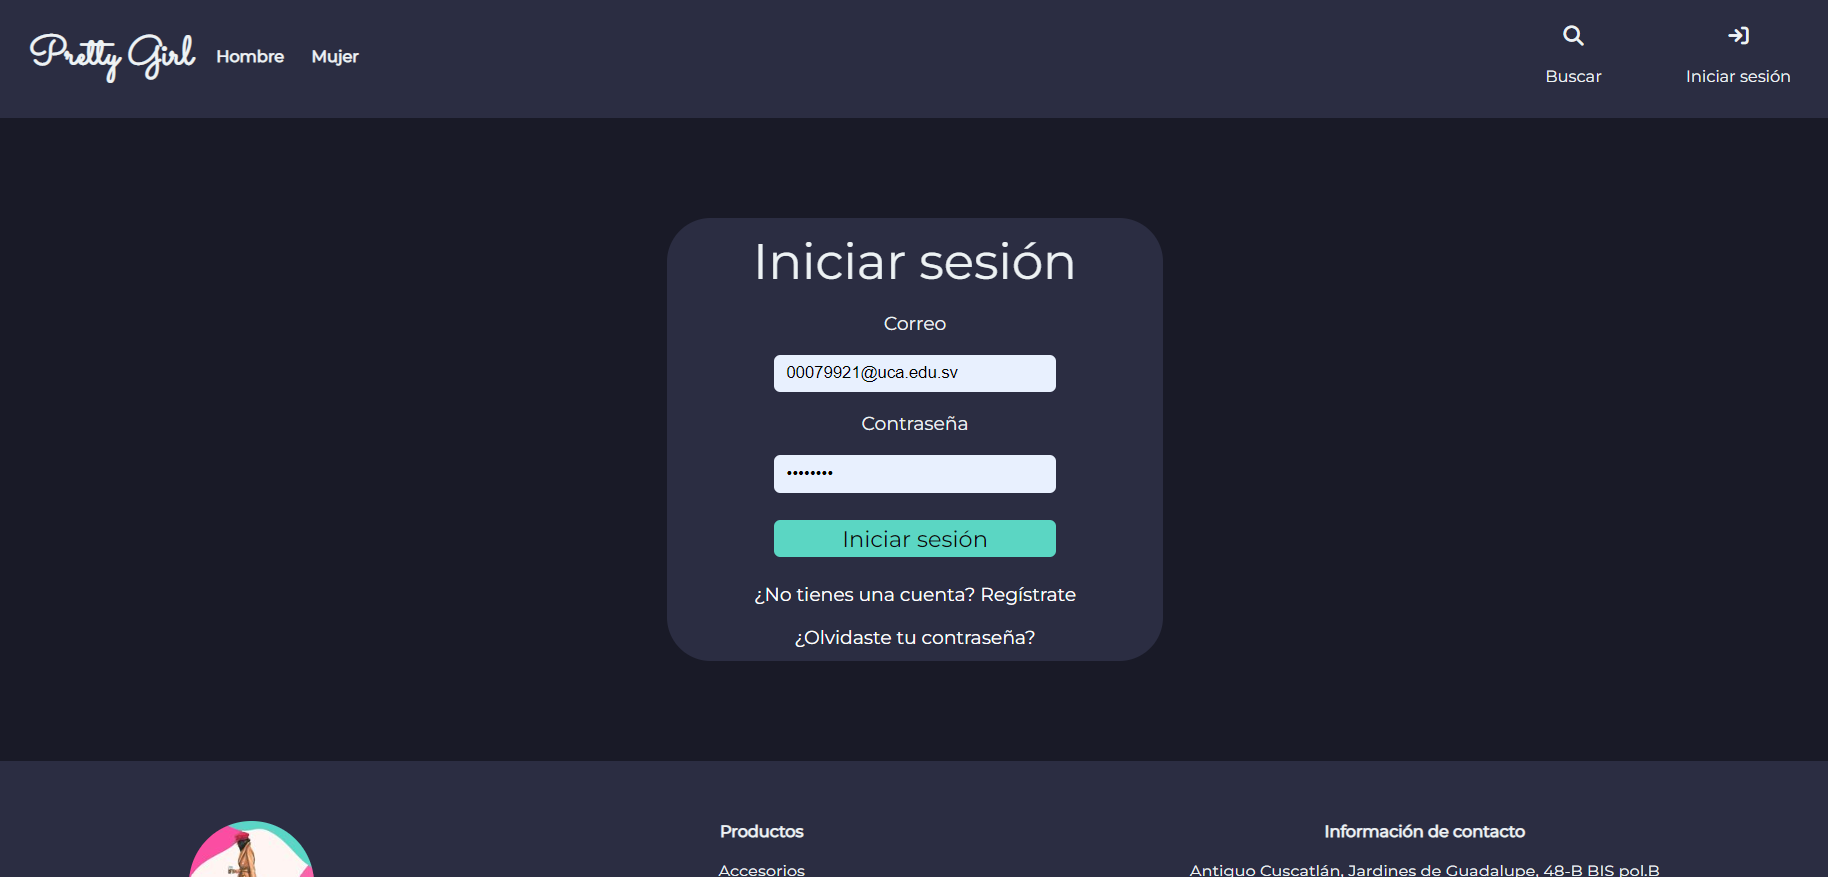 Pretty Girl Hombre Mujer
Buscar
Iniciar sesión
Iniciar sesión
Correo
00079921@uca.edu.sv
Contraseña
••••••••
Iniciar sesión
¿No tienes una cuenta? Regístrate
¿Olvidaste tu contraseña?
Productos
Accesorios
Información de contacto
Antiguo Cuscatlán, Jardines de Guadalupe, 48-B BIS pol.B